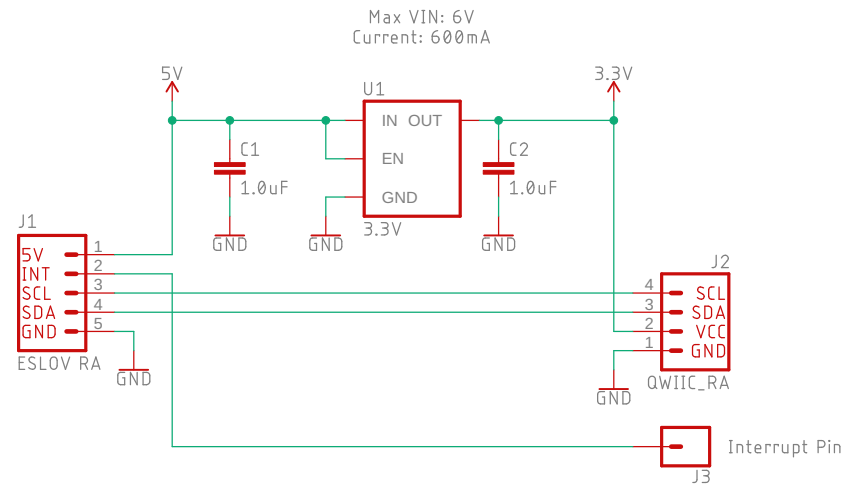 Max VIN: 6V
Current: 600mA
5V
3.3V
U1
IN OUT
EN
GND
3.3V
C1
1.0uF
GND
GND
C2
1.0uF
GND
J1
5V 1
INT 2
SCL 3
SDA 4
GND 5
ESLOV RA
GND
J2
4 SCL
3 SDA
2 VCC
1 GND
QWIIC_RA
GND
Interrupt Pin
J3